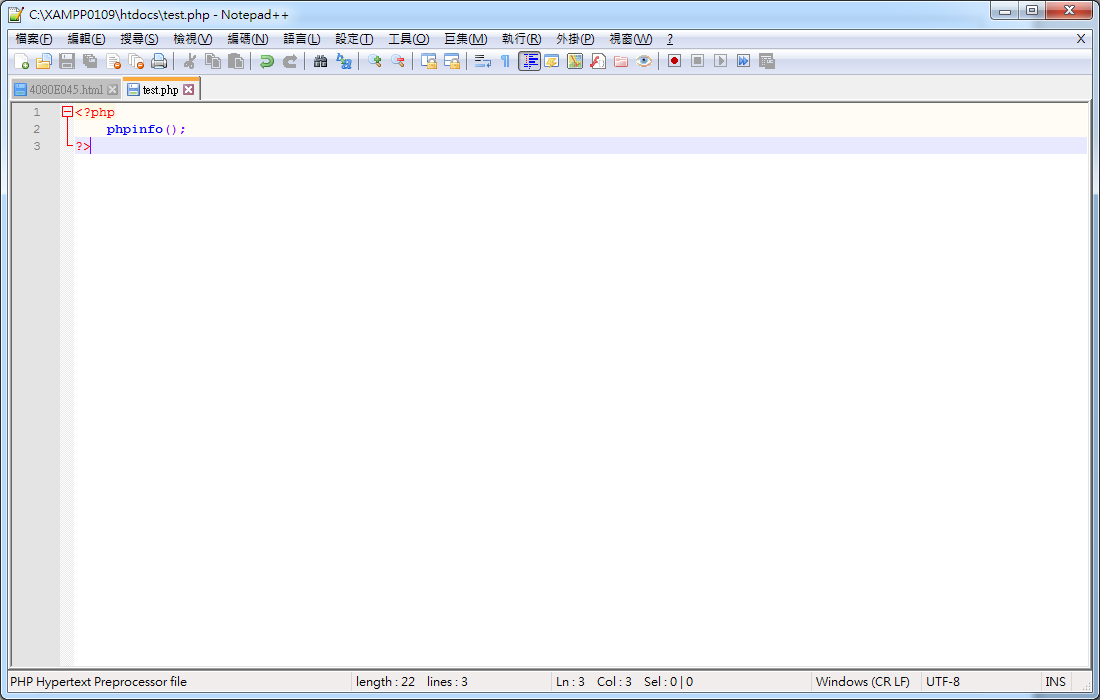 C:\XAMPP0109\htdocs\test.php - Notepad++
檔案(F) 編輯(E) 搜尋(S) 檢視(V) 編碼(N) 語言(L) 設定(T) 工具(O) 巨集(M) 執行(R) 外掛(P) 視窗(W) ? X
4080E045.html test.php
1 <?php
2 phpinfo();
3 ?>
PHP Hypertext Preprocessor file length : 22 lines : 3 Ln : 3 Col : 3 Sel : 0 | 0 Windows (CR LF) UTF-8 INS